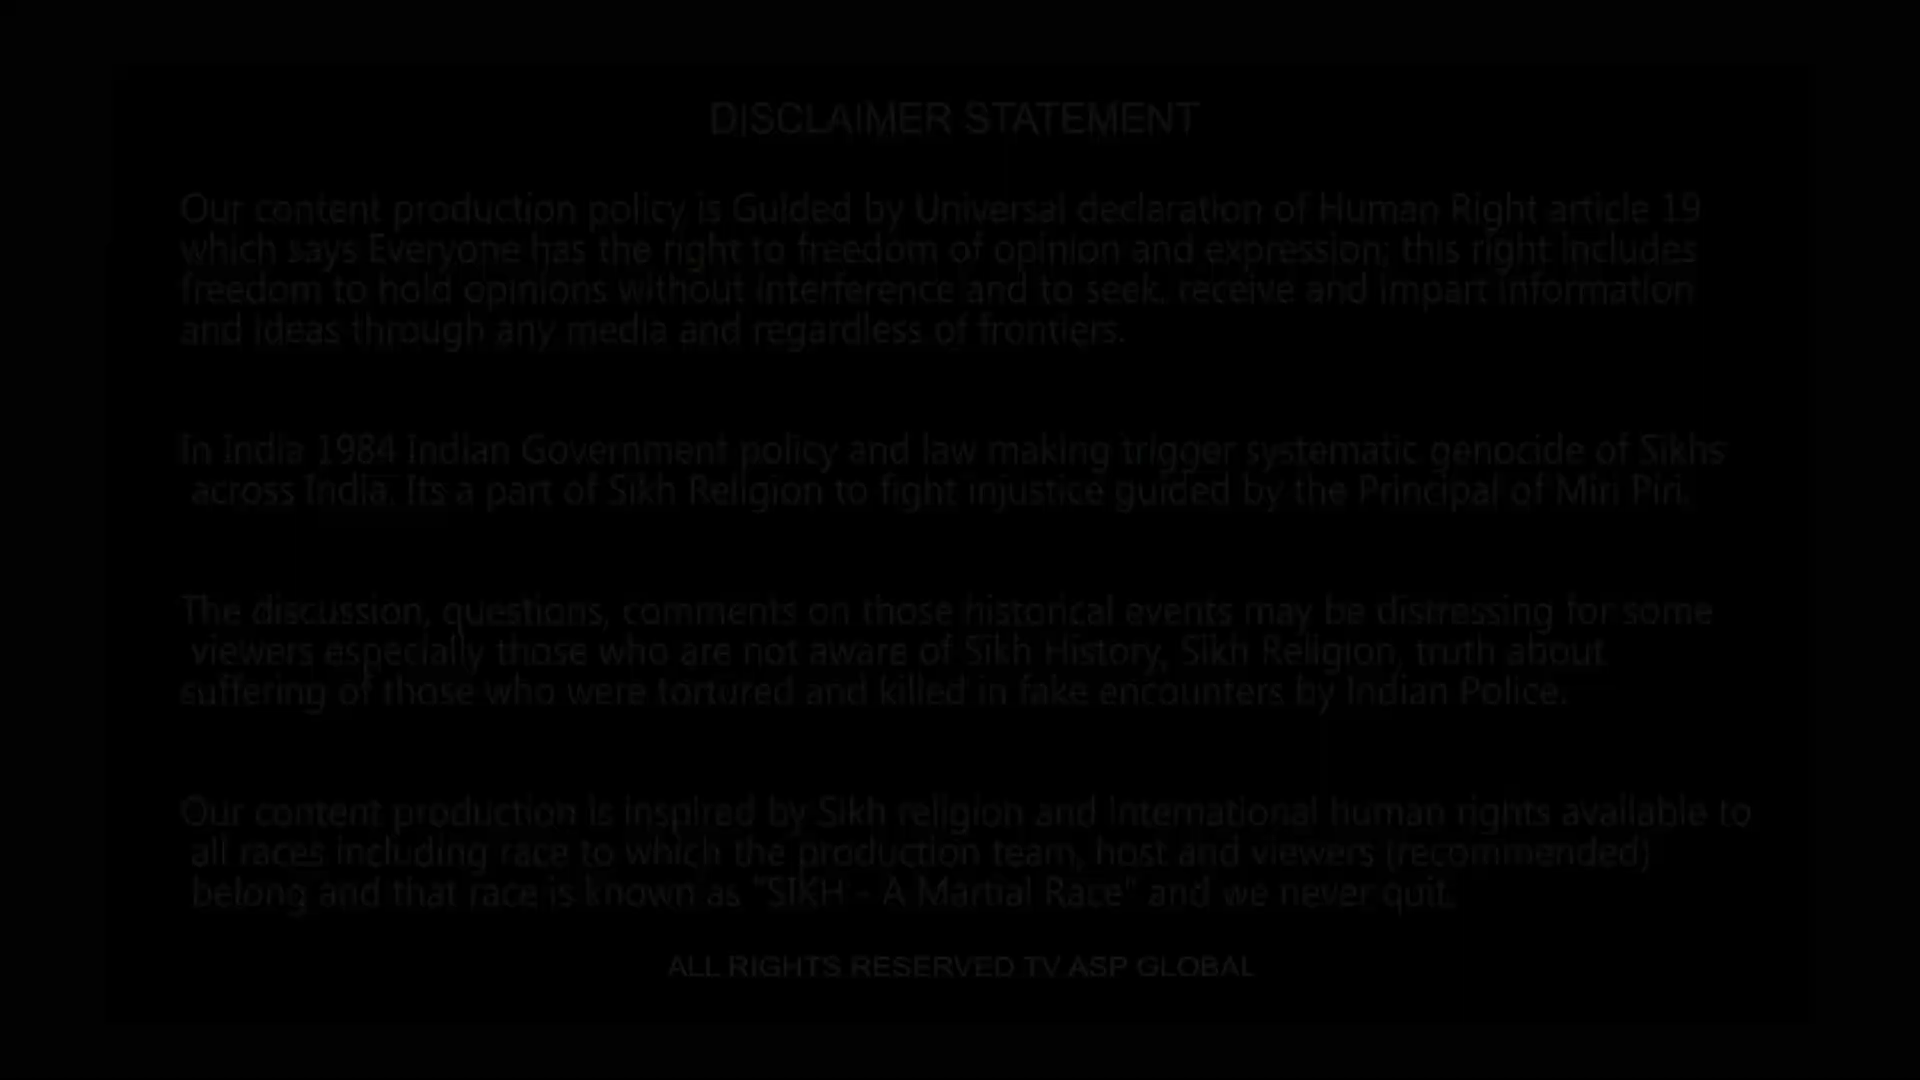 DISCLAIMER STATEMENT
Our content production policy is Guided by Universal declaration of Human Right article 19
which says Everyone has the right to freedom of opinion and expression; this right includes
freedom to hold opinions without interference and to seek, receive and impart information
and ideas through any media and regardless of frontiers.
In India 1984 Indian Government policy and law making trigger systematic genocide of Sikhs
across India. Its a part of Sikh Religion to fight injustice guided by the Principal of Miri Piri.
The discussion, questions, comments on those historical events may be distressing for some
viewers especially those who are not aware of Sikh History, Sikh Religion, truth about
suffering of those who were tortured and killed in fake encounters by Indian Police.
Our content production is inspired by Sikh religion and International human rights available to
all races including race to which the production team, host and viewers (recommended)
belong and that race is known as "SIKH - A Martial Race" and we never quit.
ALL RIGHTS RESERVED TV ASP GLOBAL